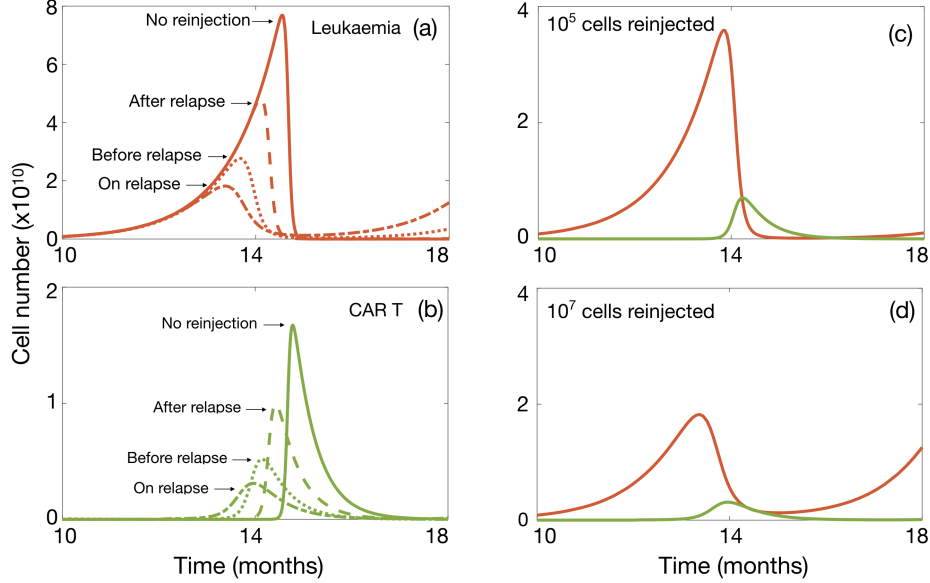 Cell number (x10¹⁰)
Leukaemia (a)
No reinjection
After relapse
Before relapse
On relapse
8
6
4
2
0
10 14 18
10⁵ cells reinjected (c)
4
2
0
10 14 18
CAR T (b)
No reinjection
After relapse
Before relapse
On relapse
2
1
0
10 14 18
Time (months)
10⁷ cells reinjected (d)
4
2
0
10 14 18
Time (months)